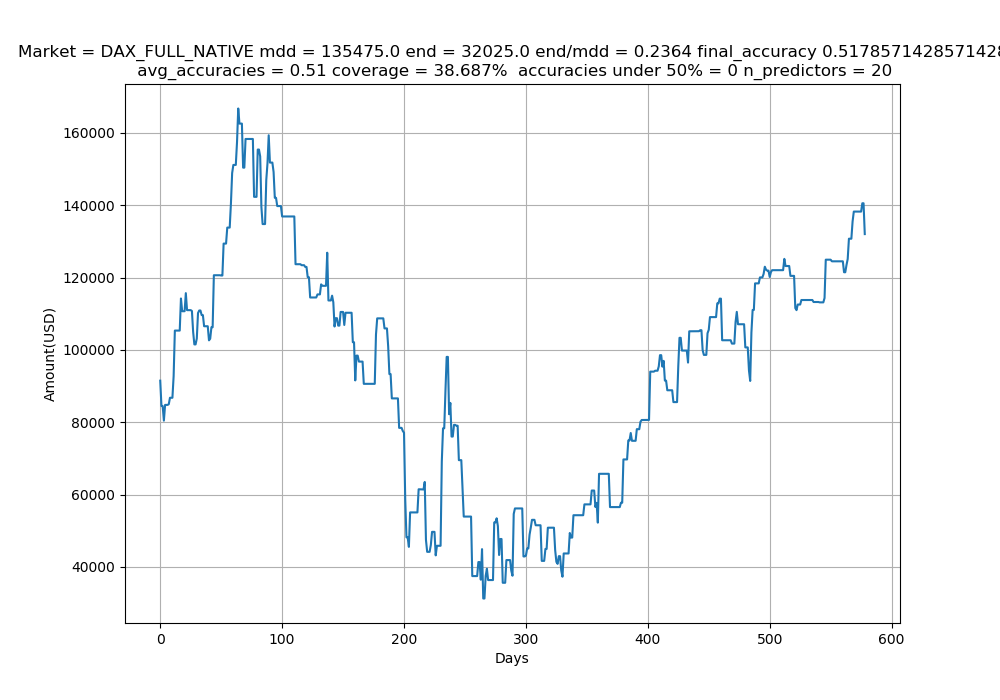 Market = DAX_FULL_NATIVE mdd = 135475.0 end = 32025.0 end/mdd = 0.2364 final_accuracy 0.5178571428571428
avg_accuracies = 0.51 coverage = 38.687%  accuracies under 50% = 0 n_predictors = 20
160000
140000
120000
100000
80000
60000
40000
Amount(USD)
0 100 200 300 400 500 600
Days